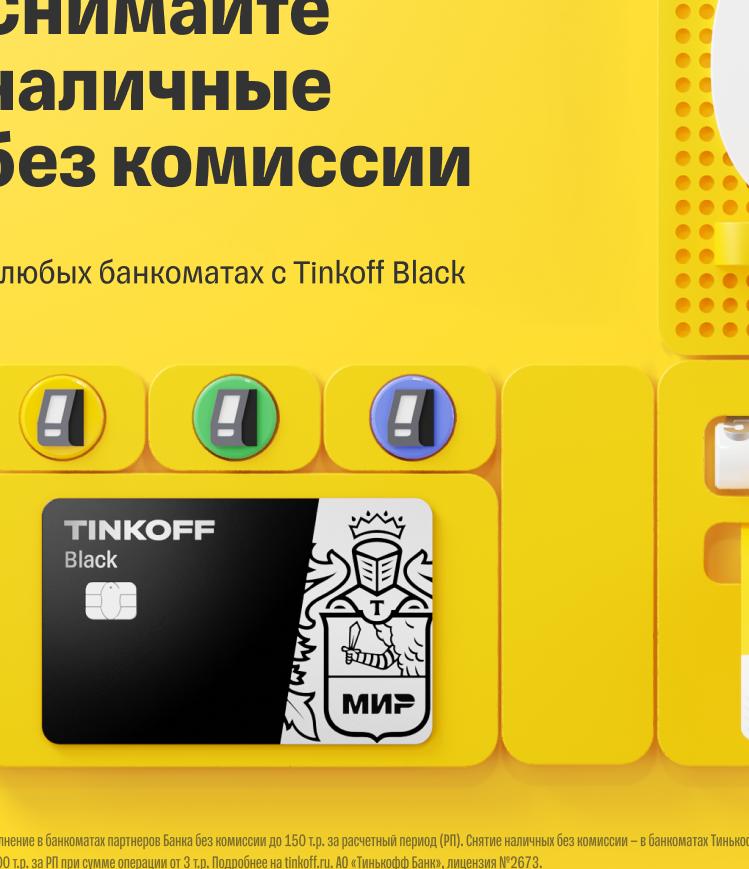 снимайте
наличные
без комиссии
любых банкоматах с Tinkoff Black
TINKOFF
Black
Т
МИР
лнение в банкоматах партнеров Банка без комиссии до 150 т.р. за расчетный период (РП). Снятие наличных без комиссии – в банкоматах Тинько
00 т.р. за РП при сумме операции от 3 т.р. Подробнее на tinkoff.ru. АО «Тинькофф Банк», лицензия №2673.